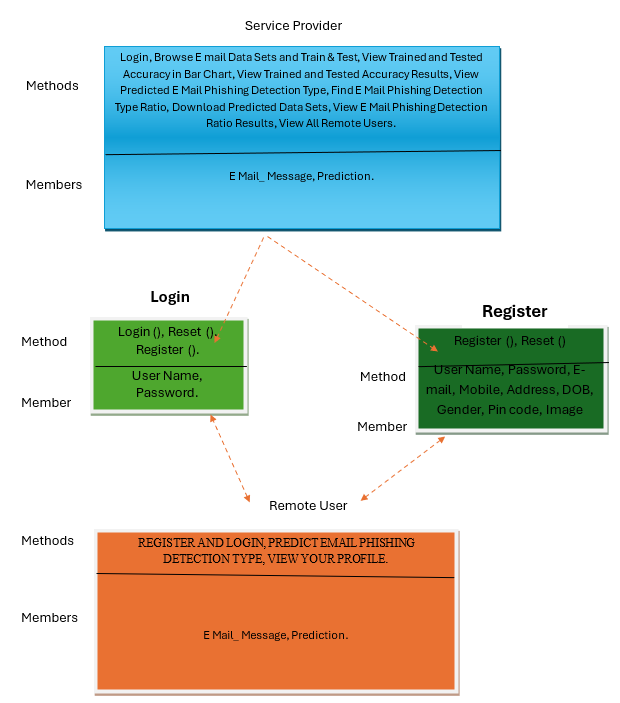 Service Provider
Login, Browse E mail Data Sets and Train & Test, View Trained and Tested
Accuracy in Bar Chart, View Trained and Tested Accuracy Results, View
Methods
Predicted E Mail Phishing Detection Type, Find E Mail Phishing Detection
Type Ratio, Download Predicted Data Sets, View E Mail Phishing Detection
Ratio Results, View All Remote Users.
Members
E Mail_ Message, Prediction.
Login
Register
Method
Login (), Reset (),
Register ().
User Name,
Password.
Member
Register (), Reset ()
Method
User Name, Password, E-
mail, Mobile, Address, DOB,
Gender, Pin code, Image
Member
Remote User
Methods
REGISTER AND LOGIN, PREDICT EMAIL PHISHING
DETECTION TYPE, VIEW YOUR PROFILE.
Members
E Mail_ Message, Prediction.